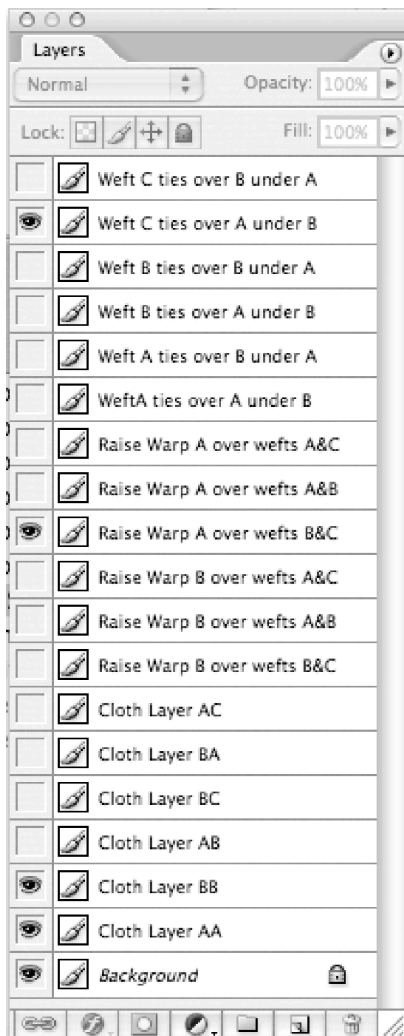 Layers
Normal Opacity: 100%
Lock: Fill: 100%
Weft C ties over B under A
Weft C ties over A under B
Weft B ties over B under A
Weft B ties over A under B
Weft A ties over B under A
WeftA ties over A under B
Raise Warp A over wefts A&C
Raise Warp A over wefts A&B
Raise Warp A over wefts B&C
Raise Warp B over wefts A&C
Raise Warp B over wefts A&B
Raise Warp B over wefts B&C
Cloth Layer AC
Cloth Layer BA
Cloth Layer BC
Cloth Layer AB
Cloth Layer BB
Cloth Layer AA
Background